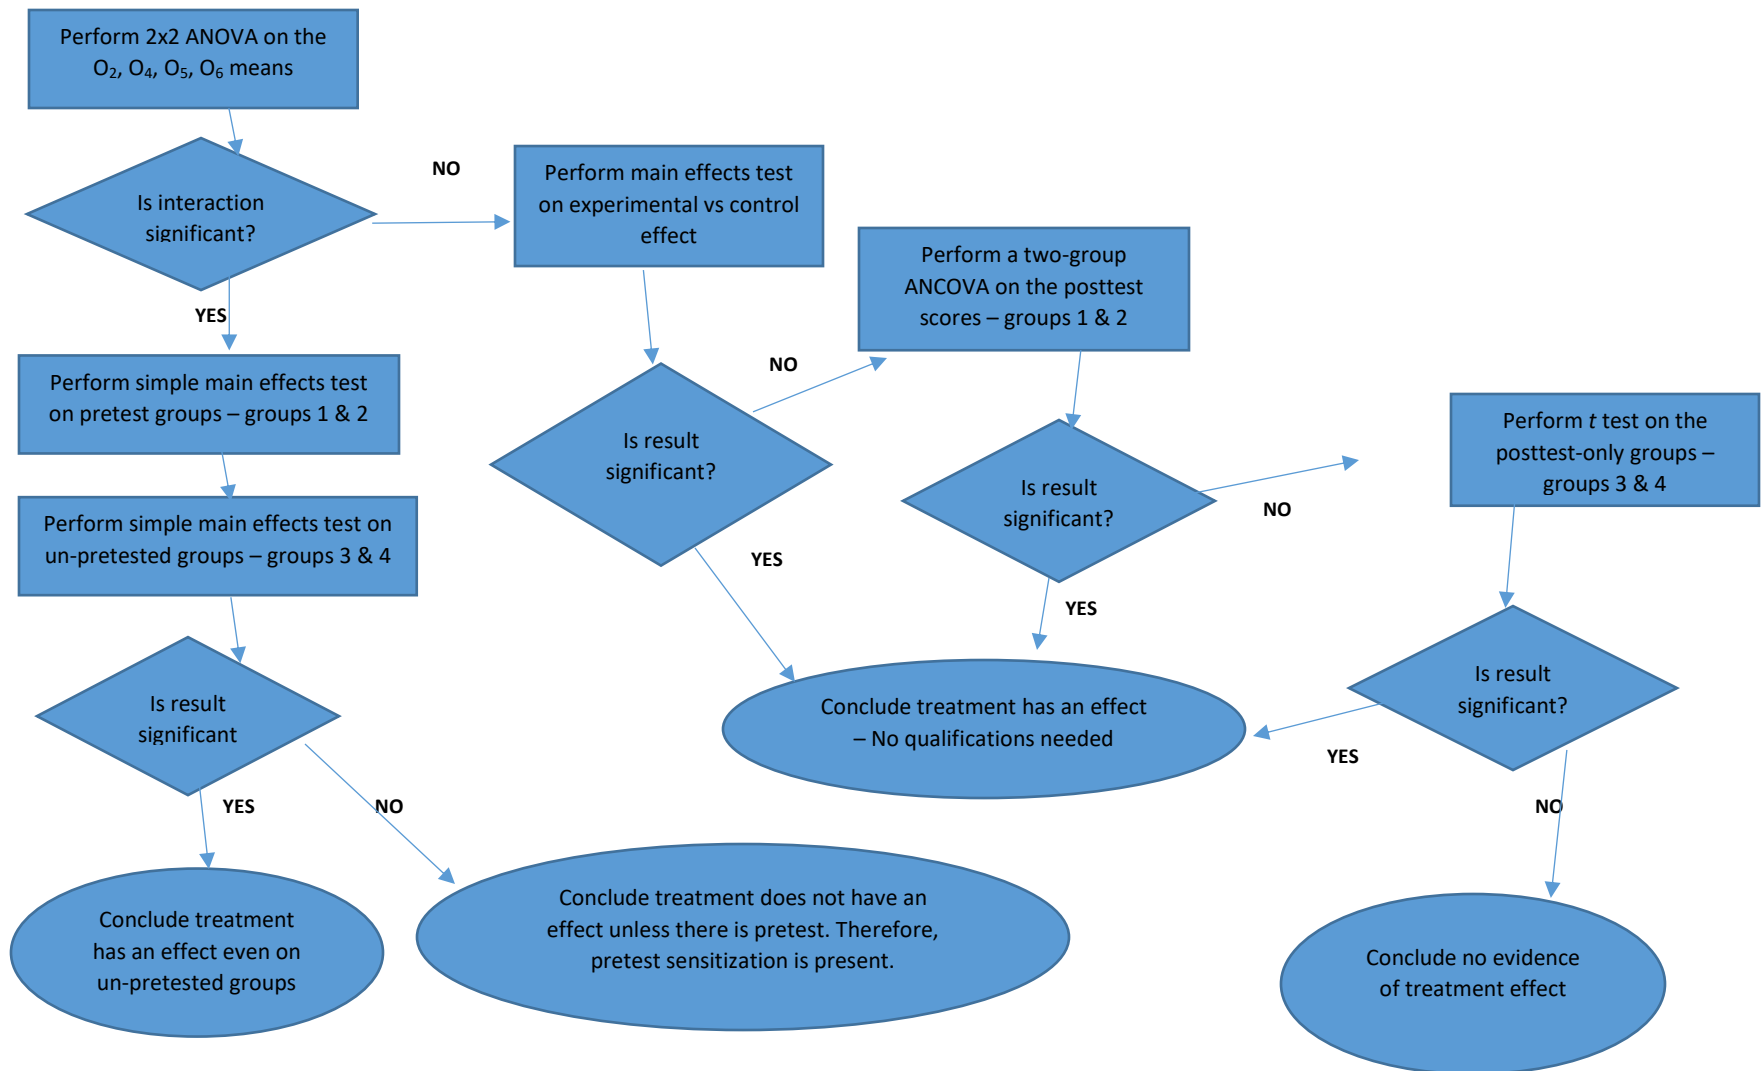 Perform 2x2 ANOVA on the
O₂, O₄, O₅, O₆ means
Is interaction
significant?
NO
Perform main effects test
on experimental vs control
effect
YES
Perform a two-group
ANCOVA on the posttest
scores – groups 1 & 2
NO
Perform simple main effects test
on pretest groups – groups 1 & 2
Is result
significant?
Perform t test on the
posttest-only groups –
groups 3 & 4
Is result
significant?
NO
Perform simple main effects test on
un-pretested groups – groups 3 & 4
YES
YES
Is result
significant
Conclude treatment has an effect
– No qualifications needed
Is result
significant?
YES
YES
NO
NO
Conclude treatment
has an effect even on
un-pretested groups
Conclude treatment does not have an
effect unless there is pretest. Therefore,
pretest sensitization is present.
Conclude no evidence
of treatment effect